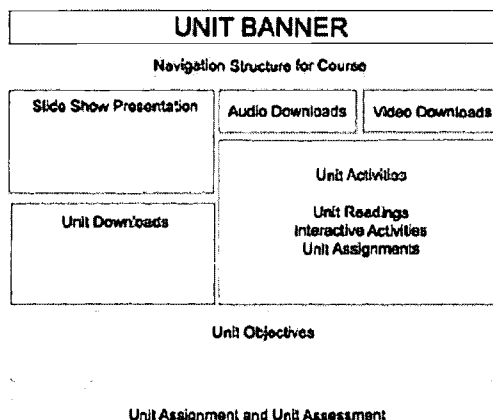 UNIT BANNER
Navigation Structure for Course
Slide Show Presentation
Audio Downloads
Video Downloads
Unit Activities
Unit Readings
Interactive Activities
Unit Assignments
Unit Downloads
Unit Objectives
Unit Assignment and Unit Assessment